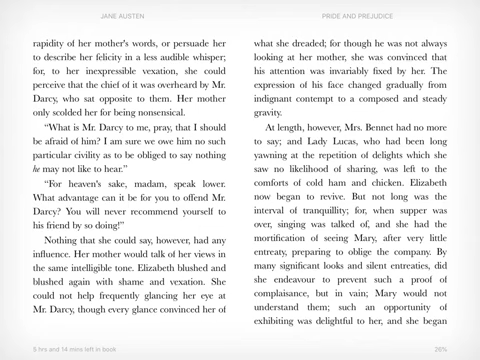 JANE AUSTEN
PRIDE AND PREJUDICE
rapidity of her mother's words, or persuade her
to describe her felicity in a less audible whisper;
for, to her inexpressible vexation, she could
perceive that the chief of it was overheard by Mr.
Darcy, who sat opposite to them. Her mother
only scolded her for being nonsensical.
“What is Mr. Darcy to me, pray, that I should
be afraid of him? I am sure we owe him no such
particular civility as to be obliged to say nothing
he may not like to hear.”
“For heaven's sake, madam, speak lower.
What advantage can it be for you to offend Mr.
Darcy? You will never recommend yourself to
his friend by so doing!”
Nothing that she could say, however, had any
influence. Her mother would talk of her views in
the same intelligible tone. Elizabeth blushed and
blushed again with shame and vexation. She
could not help frequently glancing her eye at
Mr. Darcy, though every glance convinced her of
what she dreaded; for though he was not always
looking at her mother, she was convinced that
his attention was invariably fixed by her. The
expression of his face changed gradually from
indignant contempt to a composed and steady
gravity.
At length, however, Mrs. Bennet had no more
to say; and Lady Lucas, who had been long
yawning at the repetition of delights which she
saw no likelihood of sharing, was left to the
comforts of cold ham and chicken. Elizabeth
now began to revive. But not long was the
interval of tranquillity; for, when supper was
over, singing was talked of, and she had the
mortification of seeing Mary, after very little
entreaty, preparing to oblige the company. By
many significant looks and silent entreaties, did
she endeavour to prevent such a proof of
complaisance, but in vain; Mary would not
understand them; such an opportunity of
exhibiting was delightful to her, and she began
5 hrs and 14 mins left in book
26%